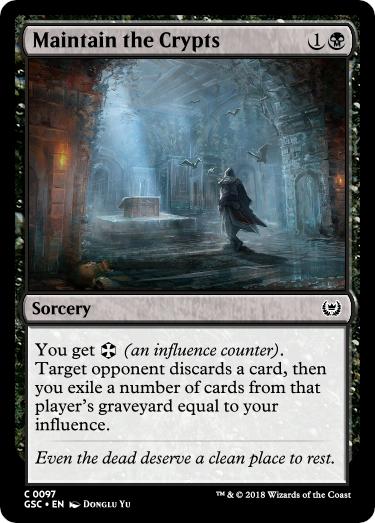 Maintain the Crypts 1
Sorcery
You get (an influence counter).
Target opponent discards a card, then
you exile a number of cards from that
player's graveyard equal to your
influence.
Even the dead deserve a clean place to rest.
C 0097
GSC • EN Donglu Yu
™ & © 2018 Wizards of the Coast